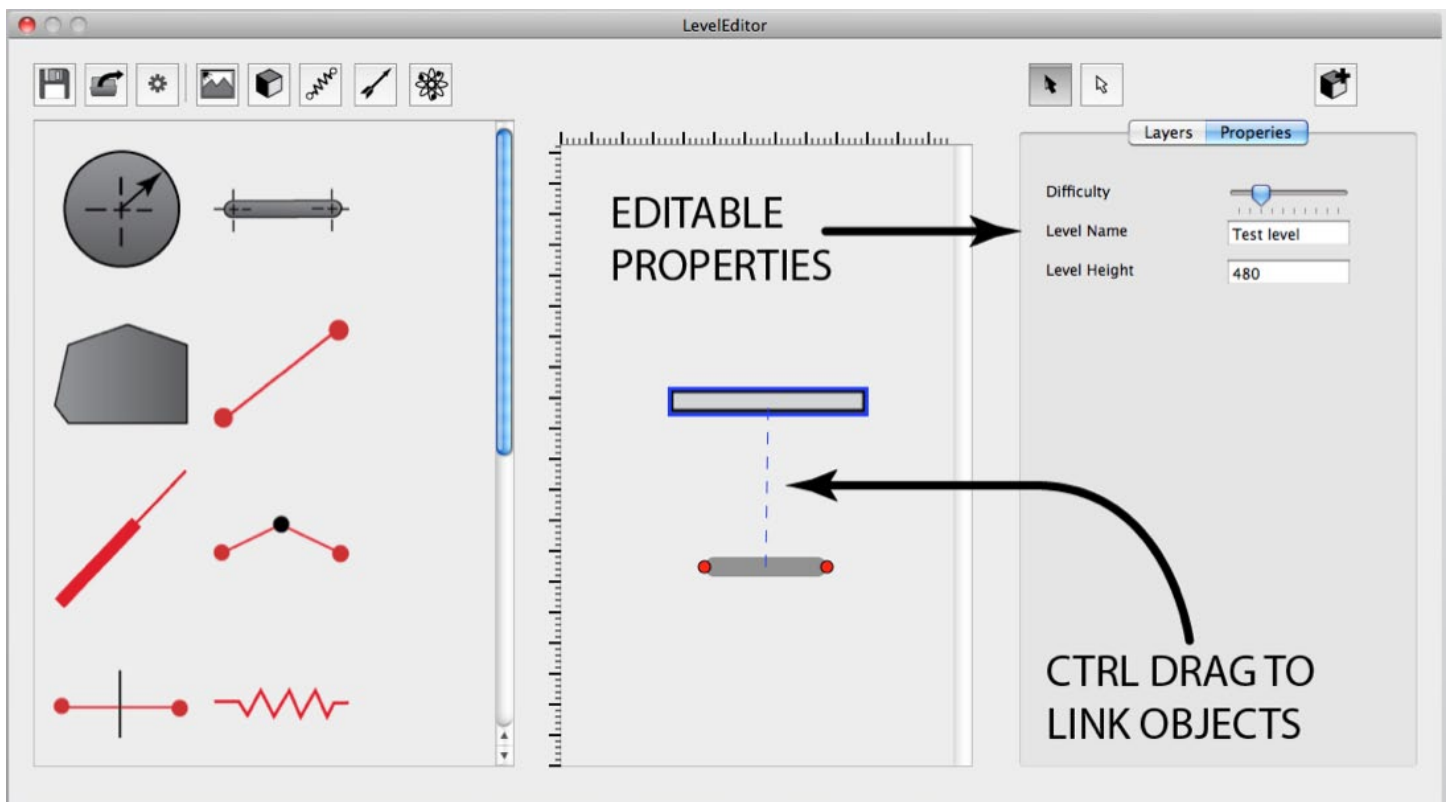 LevelEditor
Layers
Properies
EDITABLE
PROPERTIES
Difficulty
Level Name
Test level
Level Height
480
CTRL DRAG TO
LINK OBJECTS